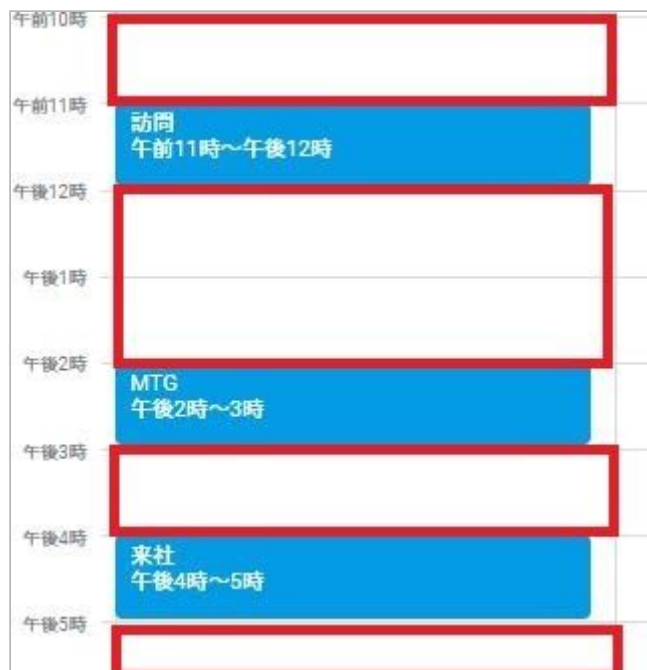 午前10時
午前11時
訪問
午前11時～午後12時
午後12時
午後1時
午後2時
MTG
午後2時～3時
午後3時
午後4時
来社
午後4時～5時
午後5時